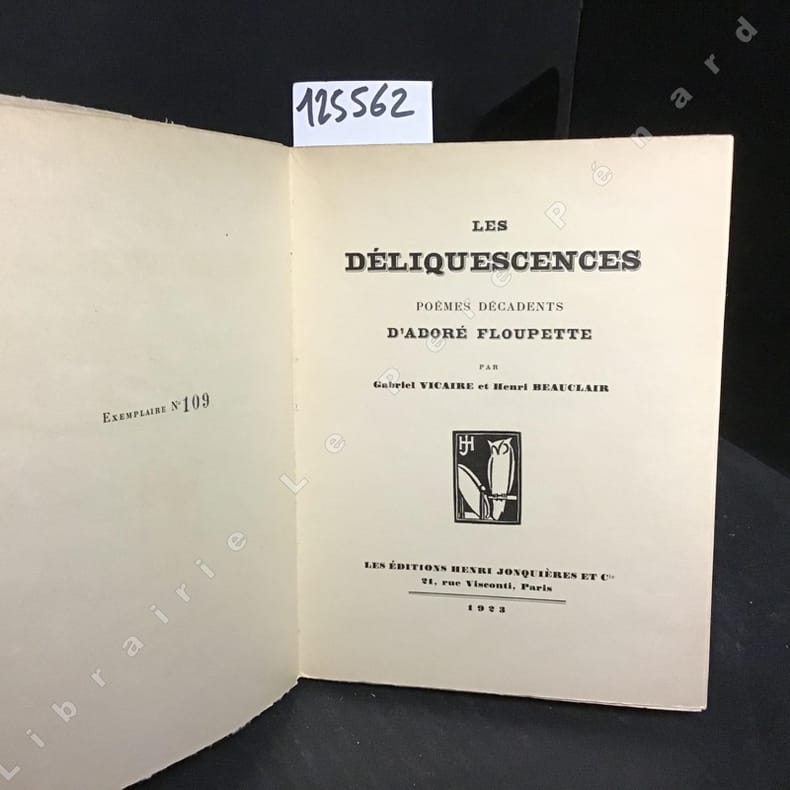 125562
EXEMPLAIRE N° 109
LES
DÉLIQUESCENCES
POÈMES DÉCADENTS
D'ADORÉ FLOUPETTE
PAR
Gabriel VICAIRE et Henri BEAUCLAIR
HJ
LES ÉDITIONS HENRI JONQUIÈRES ET Cie
21, rue Visconti, Paris
1923
Librairie Le Père Pénard